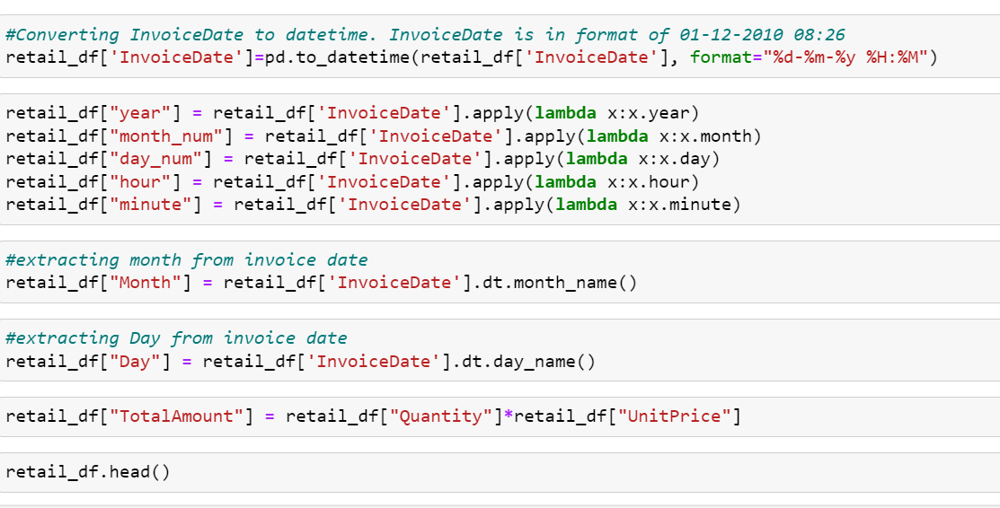 #Converting InvoiceDate to datetime. InvoiceDate is in format of 01-12-2010 08:26
retail_df['InvoiceDate']=pd.to_datetime(retail_df['InvoiceDate'], format="%d-%m-%y %H:%M")
retail_df["year"] = retail_df['InvoiceDate'].apply(lambda x:x.year)
retail_df["month_num"] = retail_df['InvoiceDate'].apply(lambda x:x.month)
retail_df["day_num"] = retail_df['InvoiceDate'].apply(lambda x:x.day)
retail_df["hour"] = retail_df['InvoiceDate'].apply(lambda x:x.hour)
retail_df["minute"] = retail_df['InvoiceDate'].apply(lambda x:x.minute)
#extracting month from invoice date
retail_df["Month"] = retail_df['InvoiceDate'].dt.month_name()
#extracting Day from invoice date
retail_df["Day"] = retail_df['InvoiceDate'].dt.day_name()
retail_df["TotalAmount"] = retail_df["Quantity"]*retail_df["UnitPrice"]
retail_df.head()